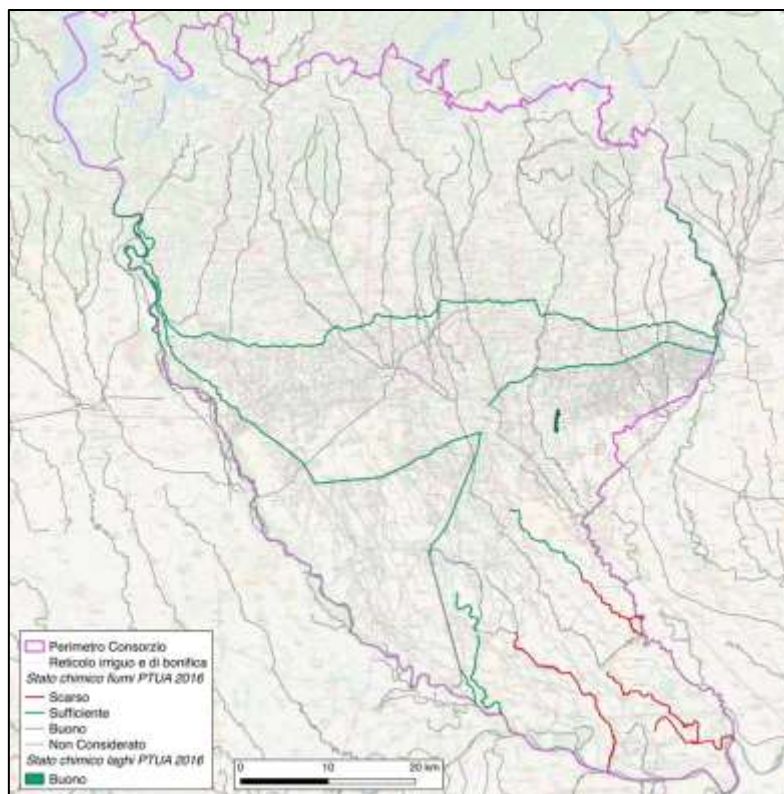 Perimetro Consorzio
Reticolo irriguo e di bonifica
Stato chimico fiumi PTUA 2016
Scarso
Sufficiente
Buono
Non Considerato
Stato chimico laghi PTUA 2016
Buono
0 10 20 km